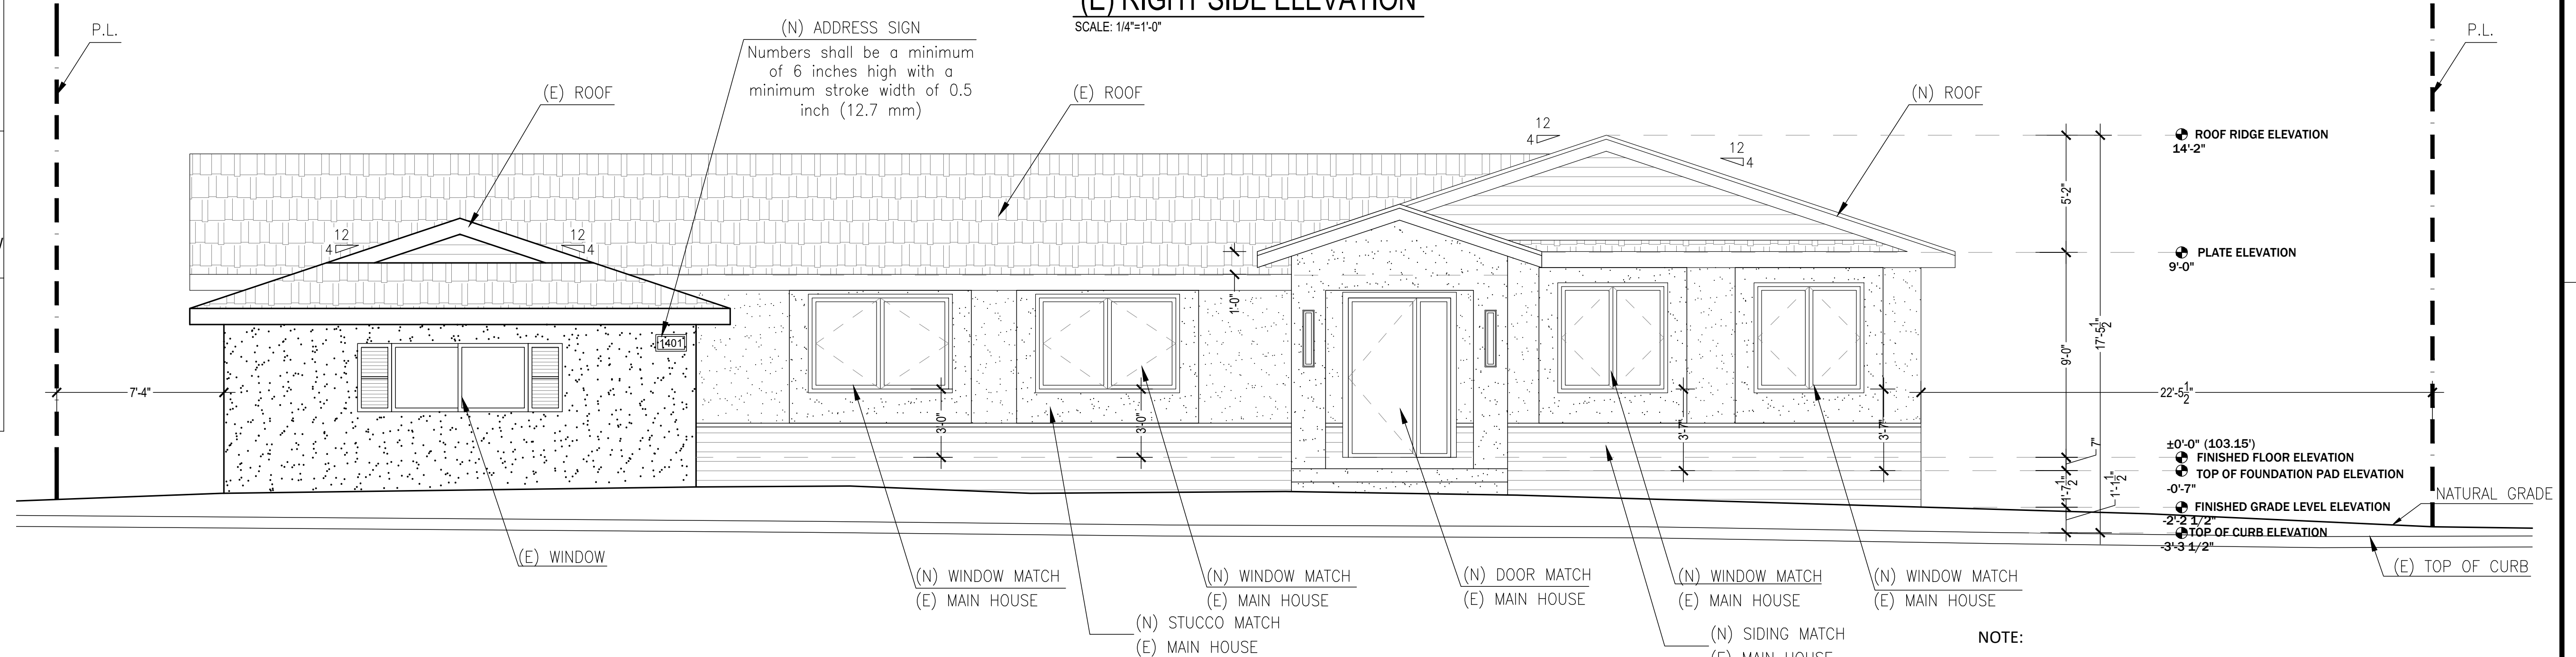 (E) RIGHT SIDE ELEVATION
SCALE: 1/4"=1'-0"
P.L.
(N) ADDRESS SIGN
Numbers shall be a minimum
of 6 inches high with a
minimum stroke width of 0.5
inch (12.7 mm)
P.L.
(E) ROOF
(E) ROOF
(N) ROOF
12
4
12
4
ROOF RIDGE ELEVATION
14'-2"
5'-2"
12
4
12
4
PLATE ELEVATION
9'-0"
1'-0"
1401
9'-0"
17'-5 1/2"
7'-4"
22'-5 1/2"
3'-0"
3'-0"
3'-7"
3'-7"
7"
±0'-0" (103.15')
FINISHED FLOOR ELEVATION
TOP OF FOUNDATION PAD ELEVATION
-0'-7"
1'-7 1/2"
1'-1 1/2"
NATURAL GRADE
FINISHED GRADE LEVEL ELEVATION
-2'-2 1/2"
TOP OF CURB ELEVATION
-3'-3 1/2"
(E) WINDOW
(E) TOP OF CURB
(N) WINDOW MATCH
(E) MAIN HOUSE
(N) WINDOW MATCH
(E) MAIN HOUSE
(N) DOOR MATCH
(E) MAIN HOUSE
(N) WINDOW MATCH
(E) MAIN HOUSE
(N) WINDOW MATCH
(E) MAIN HOUSE
(N) STUCCO MATCH
(E) MAIN HOUSE
(N) SIDING MATCH
(E) MAIN HOUSE
NOTE: